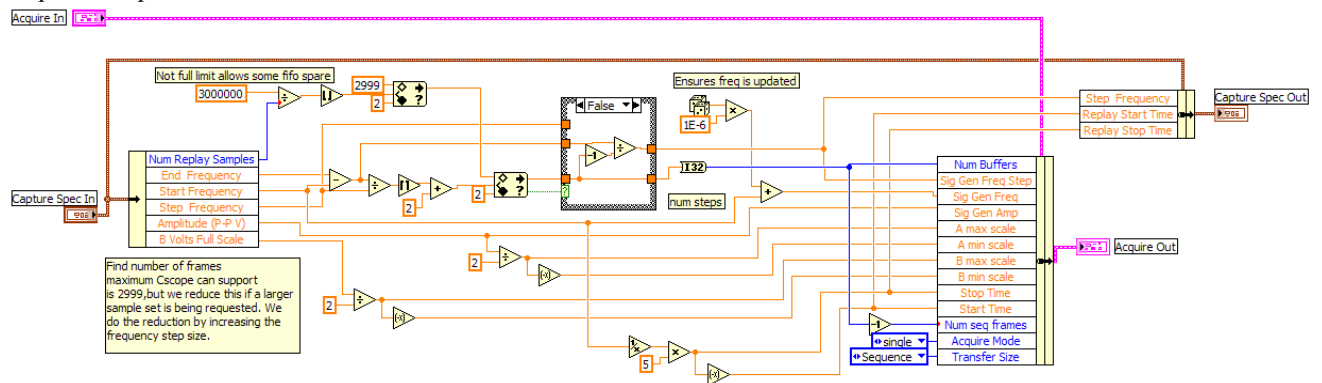 Acquire In
Not full limit allows some fifo spare
3000000
2999
2
?
False
Ensures freq is updated
1E-6
Step Frequency
Replay Start Time
Replay Stop Time
Capture Spec Out
Capture Spec In
Num Replay Samples
End Frequency
Start Frequency
Step Frequency
Amplitude (P-P V)
B Volts Full Scale
2
2
?
-1
?
I32
num steps
Num Buffers
Sig Gen Freq Step
Sig Gen Freq
Sig Gen Amp
A max scale
A min scale
B max scale
B min scale
Stop Time
Start Time
Num seq frames
Acquire Mode
Transfer Size
Acquire Out
2
(-x)
2
(-x)
Find number of frames
maximum Cscope can support
is 2999,but we reduce this if a larger
sample set is being requested. We
do the reduction by increasing the
frequency step size.
1/x
5
(-x)
-1
single
Sequence